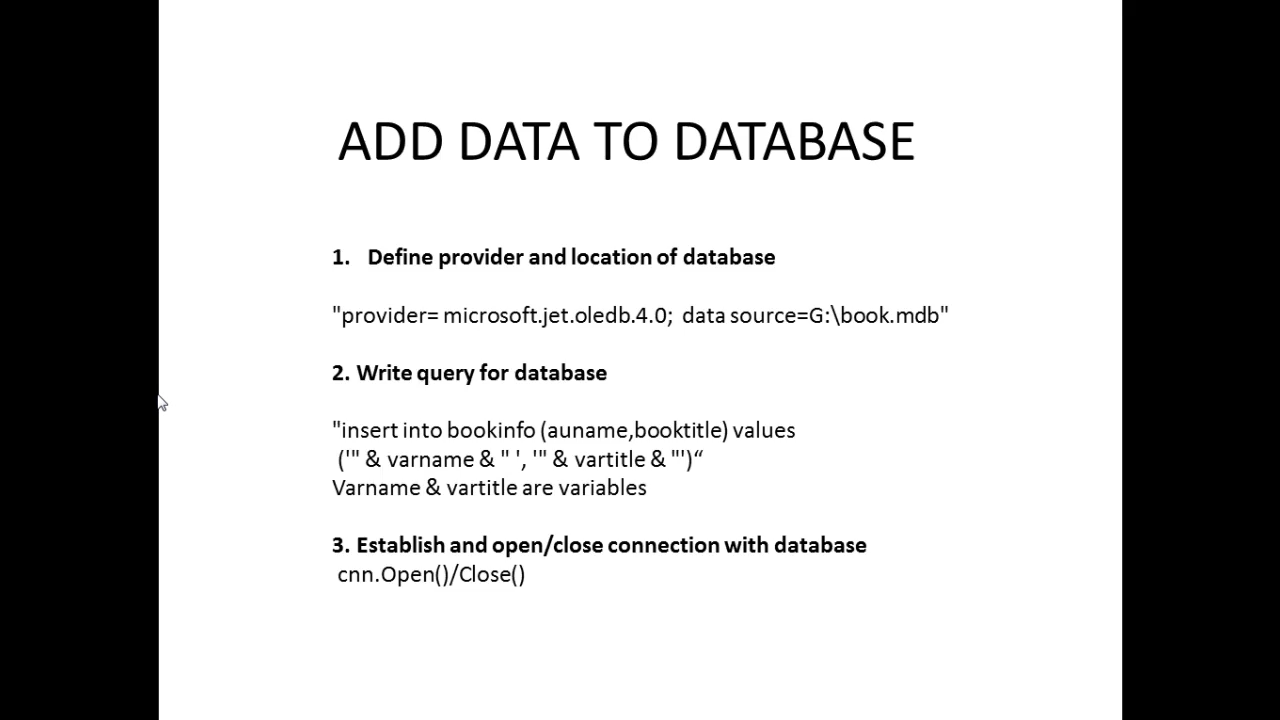 ADD DATA TO DATABASE
1. Define provider and location of database
"provider= microsoft.jet.oledb.4.0; data source=G:\book.mdb"
2. Write query for database
"insert into bookinfo (auname,booktitle) values
('" & varname & " ', '" & vartitle & "')“
Varname & vartitle are variables
3. Establish and open/close connection with database
cnn.Open()/Close()